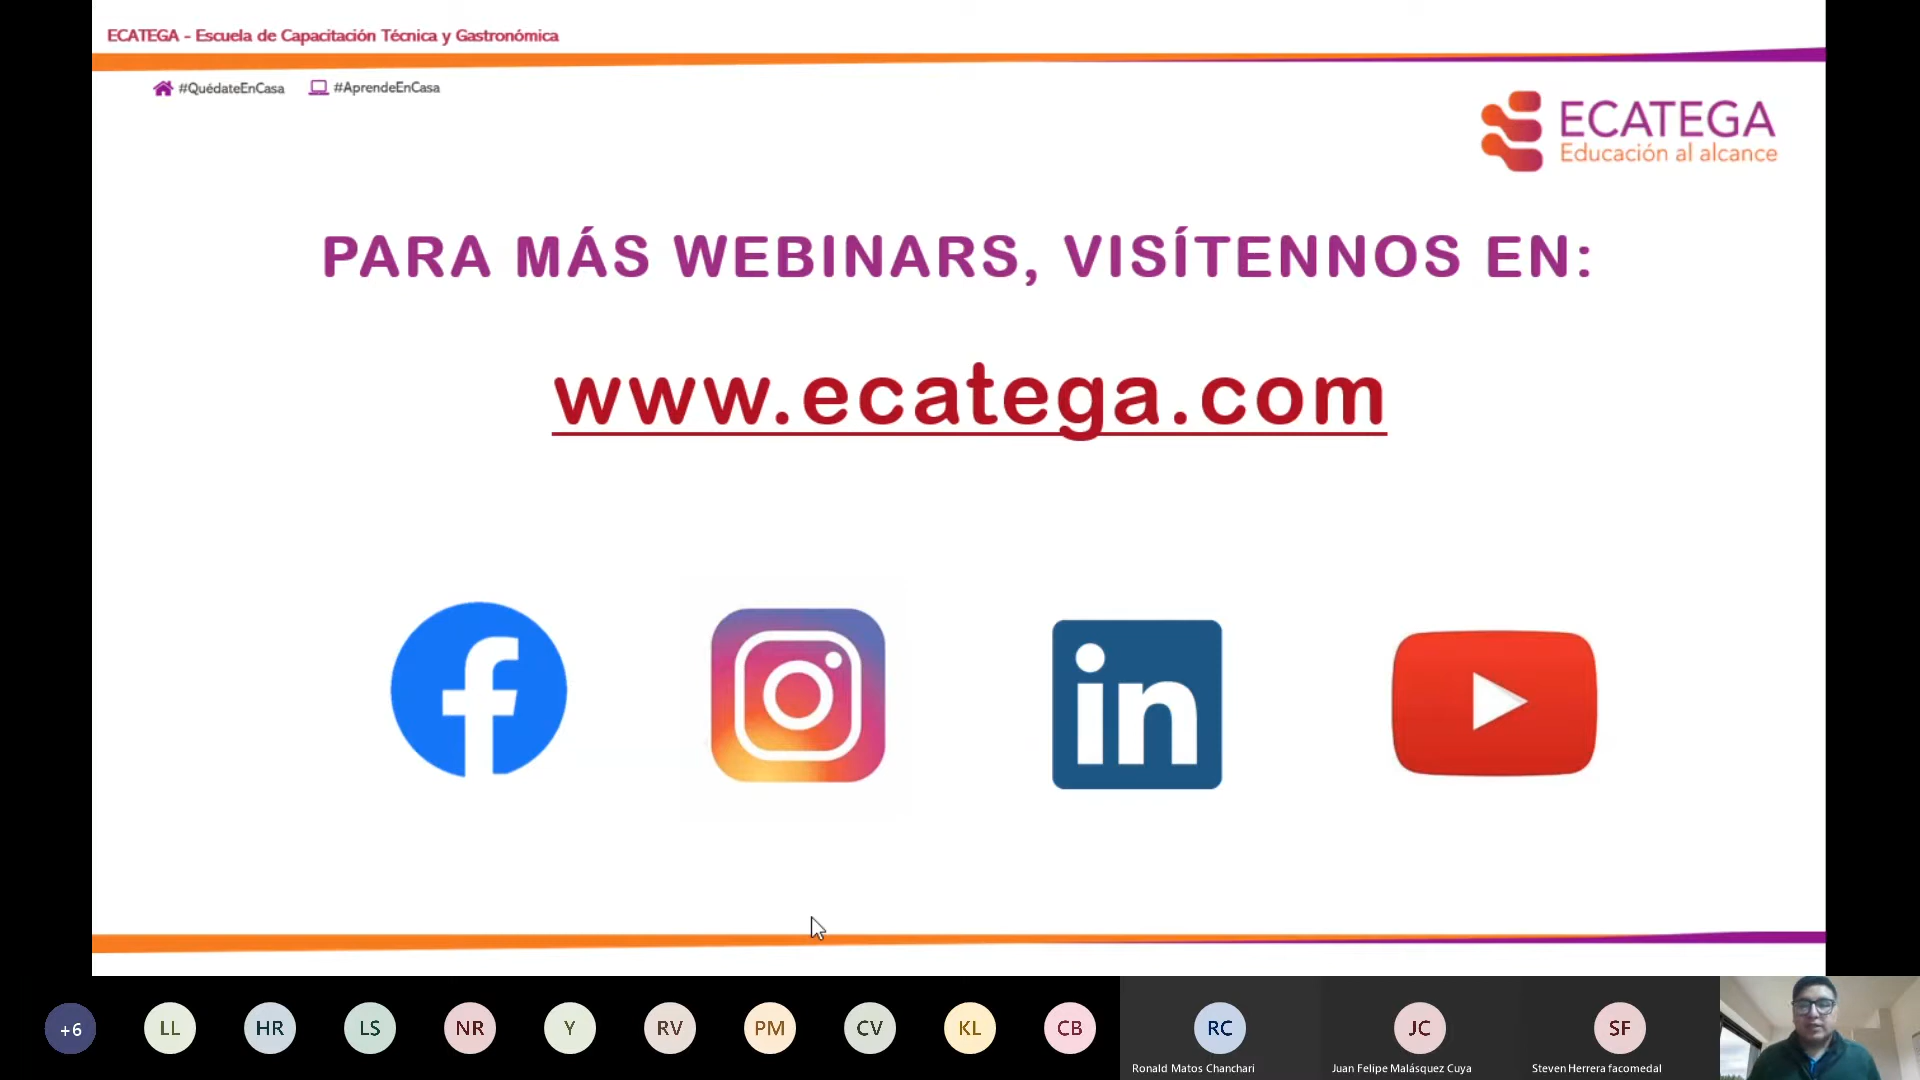 ECATEGA - Escuela de Capacitación Técnica y Gastronómica
#QuédateEnCasa #AprendeEnCasa
ECATEGA
Educación al alcance
PARA MÁS WEBINARS, VISÍTENNOS EN:
www.ecatega.com
f
in
+6 LL HR LS NR Y RV PM CV KL CB RC JC SF
Ronald Matos Chanchari Juan Felipe Malásquez Cuya Steven Herrera facomedal